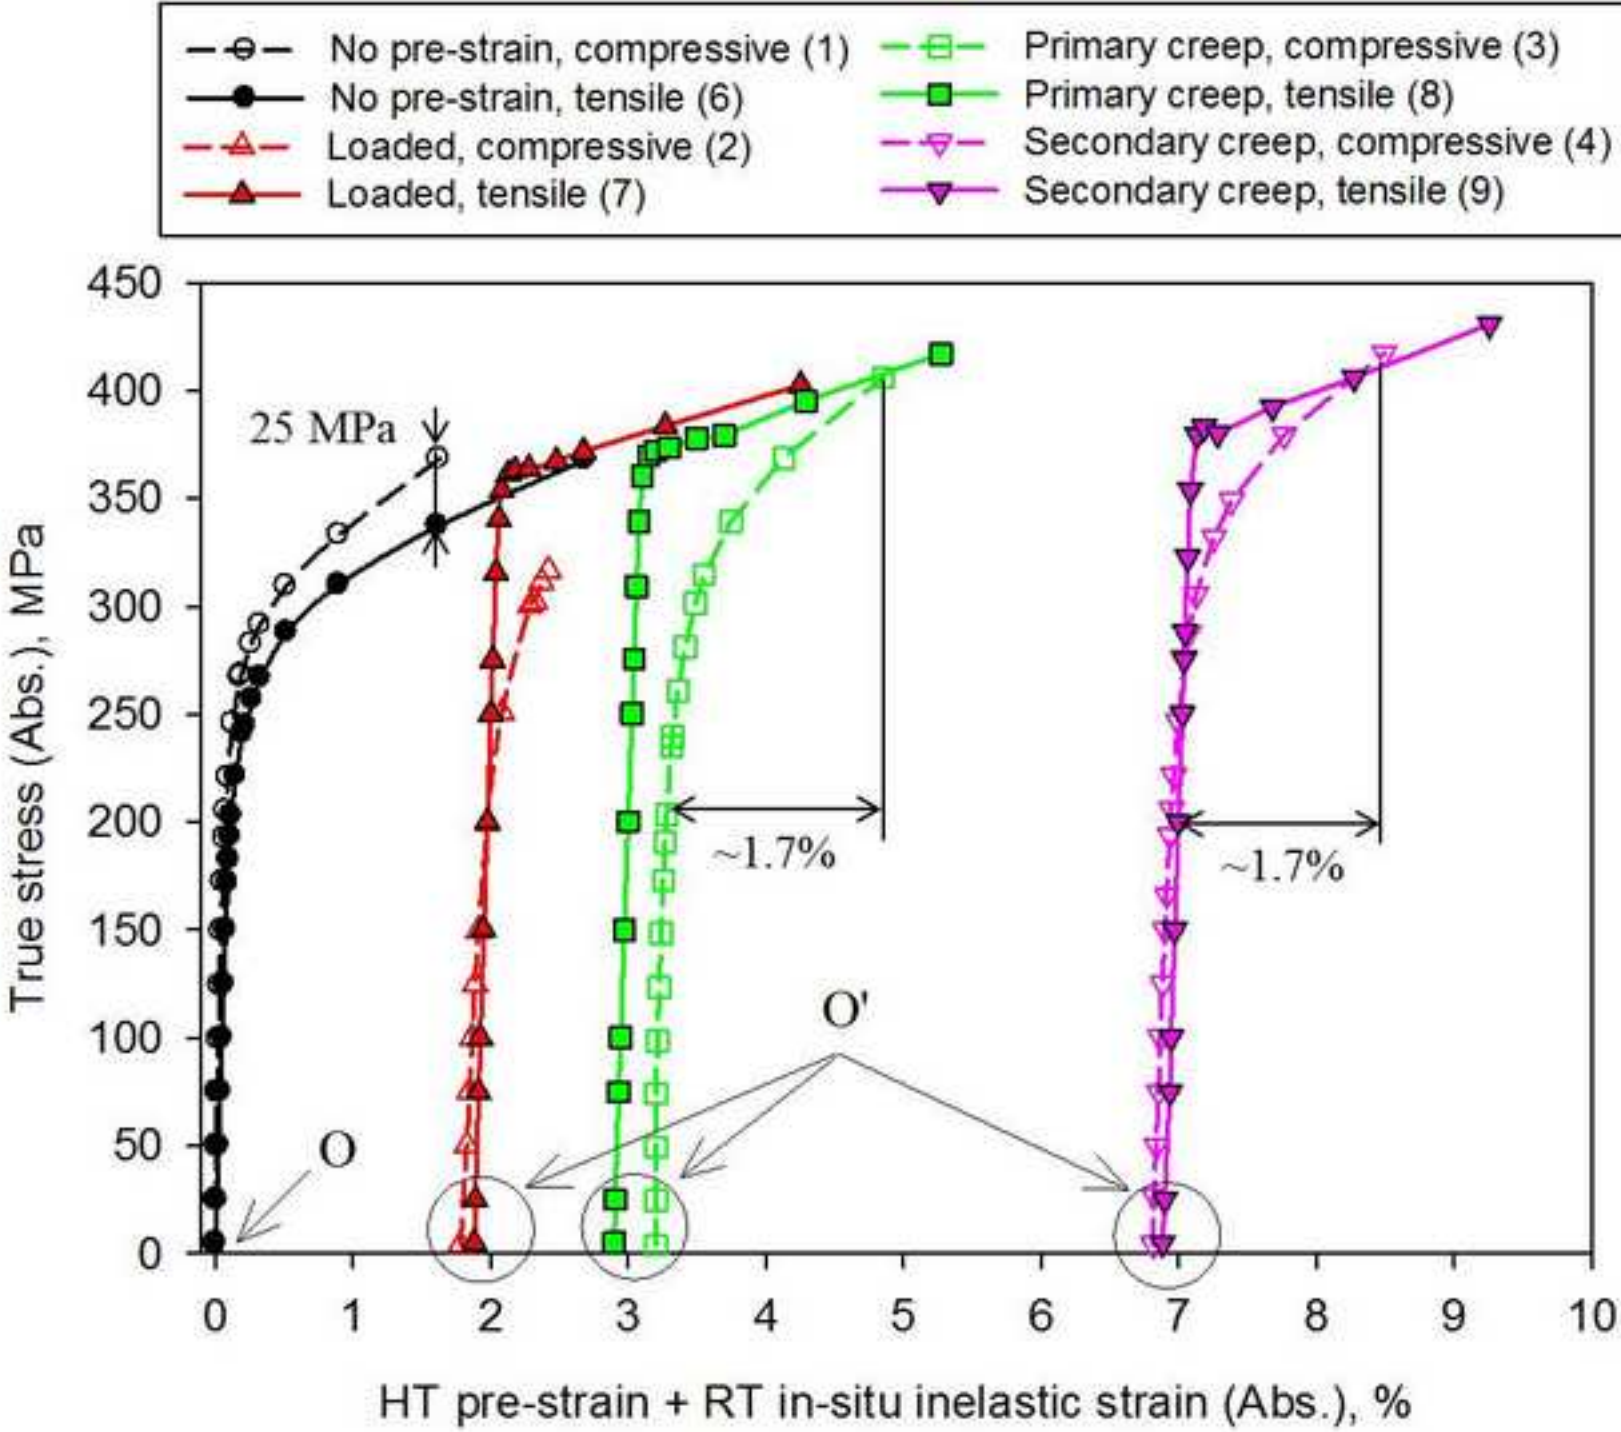 No pre-strain, compressive (1)
No pre-strain, tensile (6)
Loaded, compressive (2)
Loaded, tensile (7)
Primary creep, compressive (3)
Primary creep, tensile (8)
Secondary creep, compressive (4)
Secondary creep, tensile (9)
True stress (Abs.), MPa
450
400
350
300
250
200
150
100
50
0
25 MPa
~1.7%
~1.7%
O'
O
0 1 2 3 4 5 6 7 8 9 10
HT pre-strain + RT in-situ inelastic strain (Abs.), %